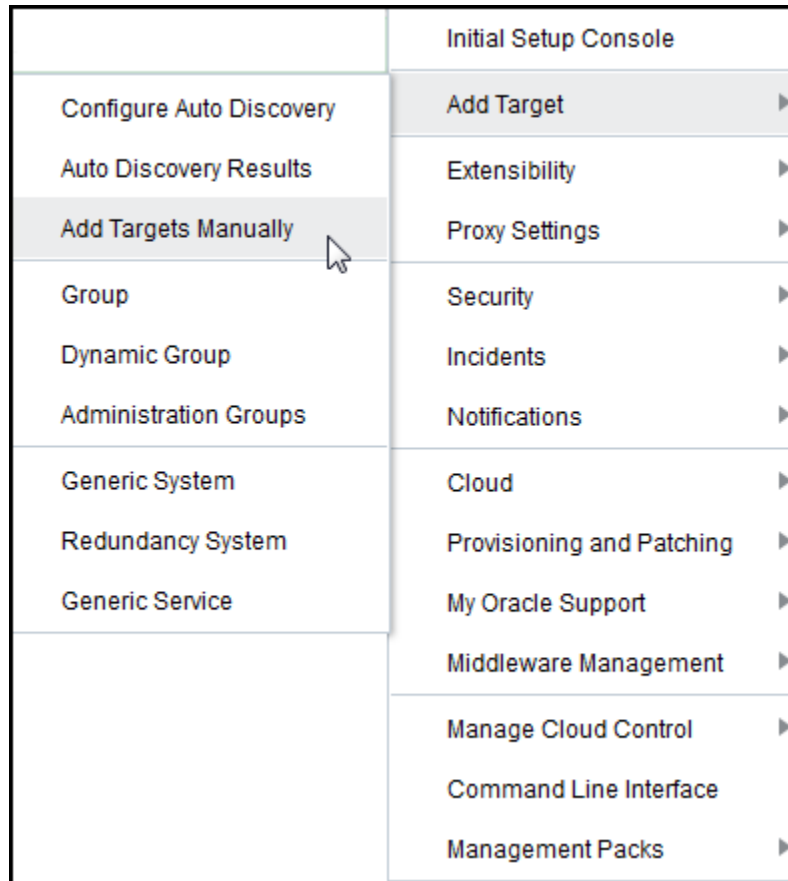 Initial Setup Console
Add Target
Extensibility
Proxy Settings
Security
Incidents
Notifications
Cloud
Provisioning and Patching
My Oracle Support
Middleware Management
Manage Cloud Control
Command Line Interface
Management Packs
Configure Auto Discovery
Auto Discovery Results
Add Targets Manually
Group
Dynamic Group
Administration Groups
Generic System
Redundancy System
Generic Service